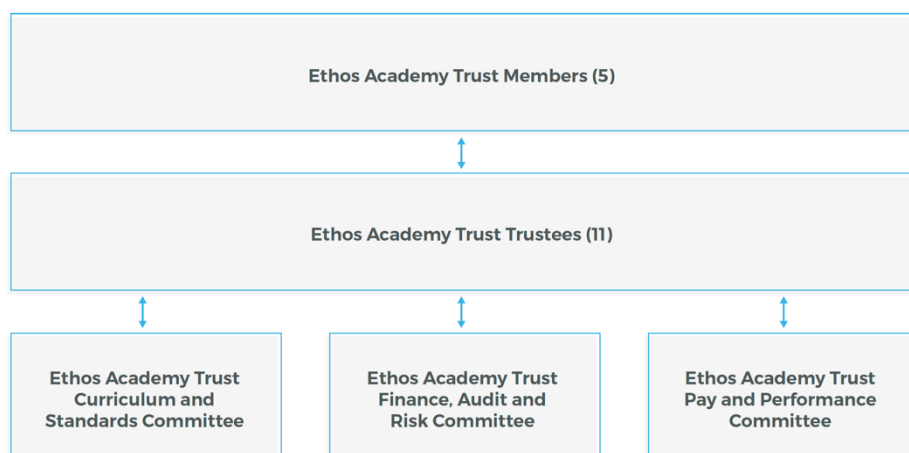 Ethos Academy Trust Members (5)
Ethos Academy Trust Trustees (11)
Ethos Academy Trust
Curriculum and
Standards Committee
Ethos Academy Trust
Finance, Audit and
Risk Committee
Ethos Academy Trust
Pay and Performance
Committee